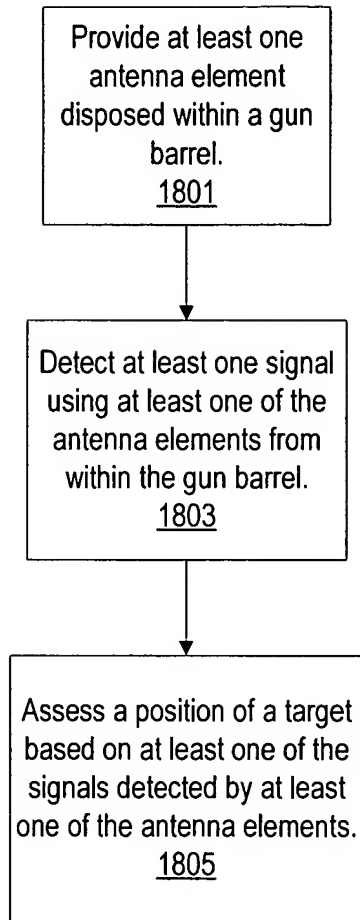 Provide at least one
antenna element
disposed within a gun
barrel.
1801
Detect at least one signal
using at least one of the
antenna elements from
within the gun barrel.
1803
Assess a position of a target
based on at least one of the
signals detected by at least
one of the antenna elements.
1805